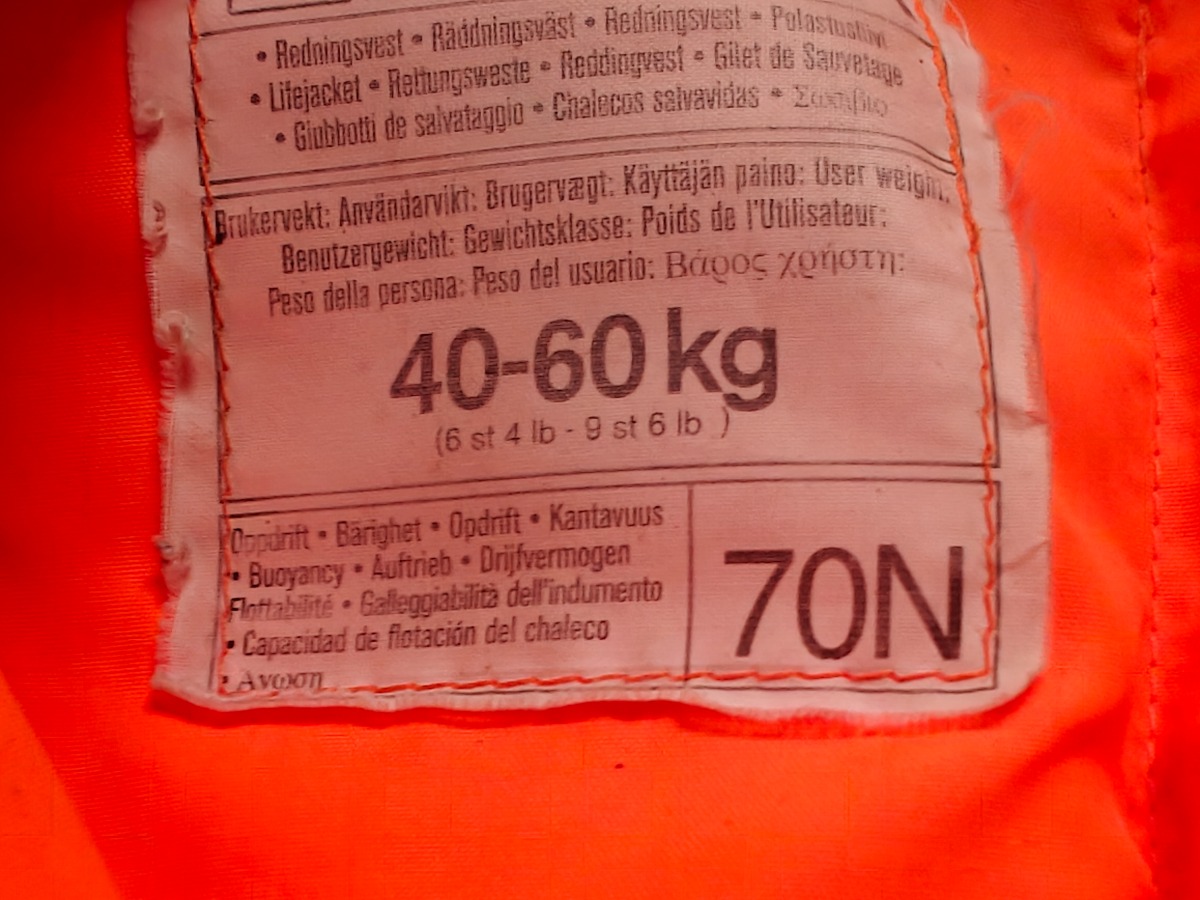 • Redningsvest • Räddningsväst • Redningsvest • Polastusliivi
• Lifejacket • Rettungsweste • Reddingvest • Gilet de Sauvetage
• Giubbotti de salvataggio • Chalecos salvavidas • Σωσιβιο
Brukervekt: Användarvikt: Brugervægt: Käyttäjän paino: User weight:
Benutzergewicht: Gewichtsklasse: Poids de l'Utilisateur:
Peso della persona: Peso del usuario: Βάρος χρήστη:
40-60 kg
(6 st 4 lb - 9 st 6 lb )
Oppdrift • Bärighet • Opdrift • Kantavuus
• Buoyancy • Auftrieb • Drijfvermogen
Flottabilité • Galleggiabilità dell'indumento
• Capacidad de flotación del chaleco
• Ανωση
70N